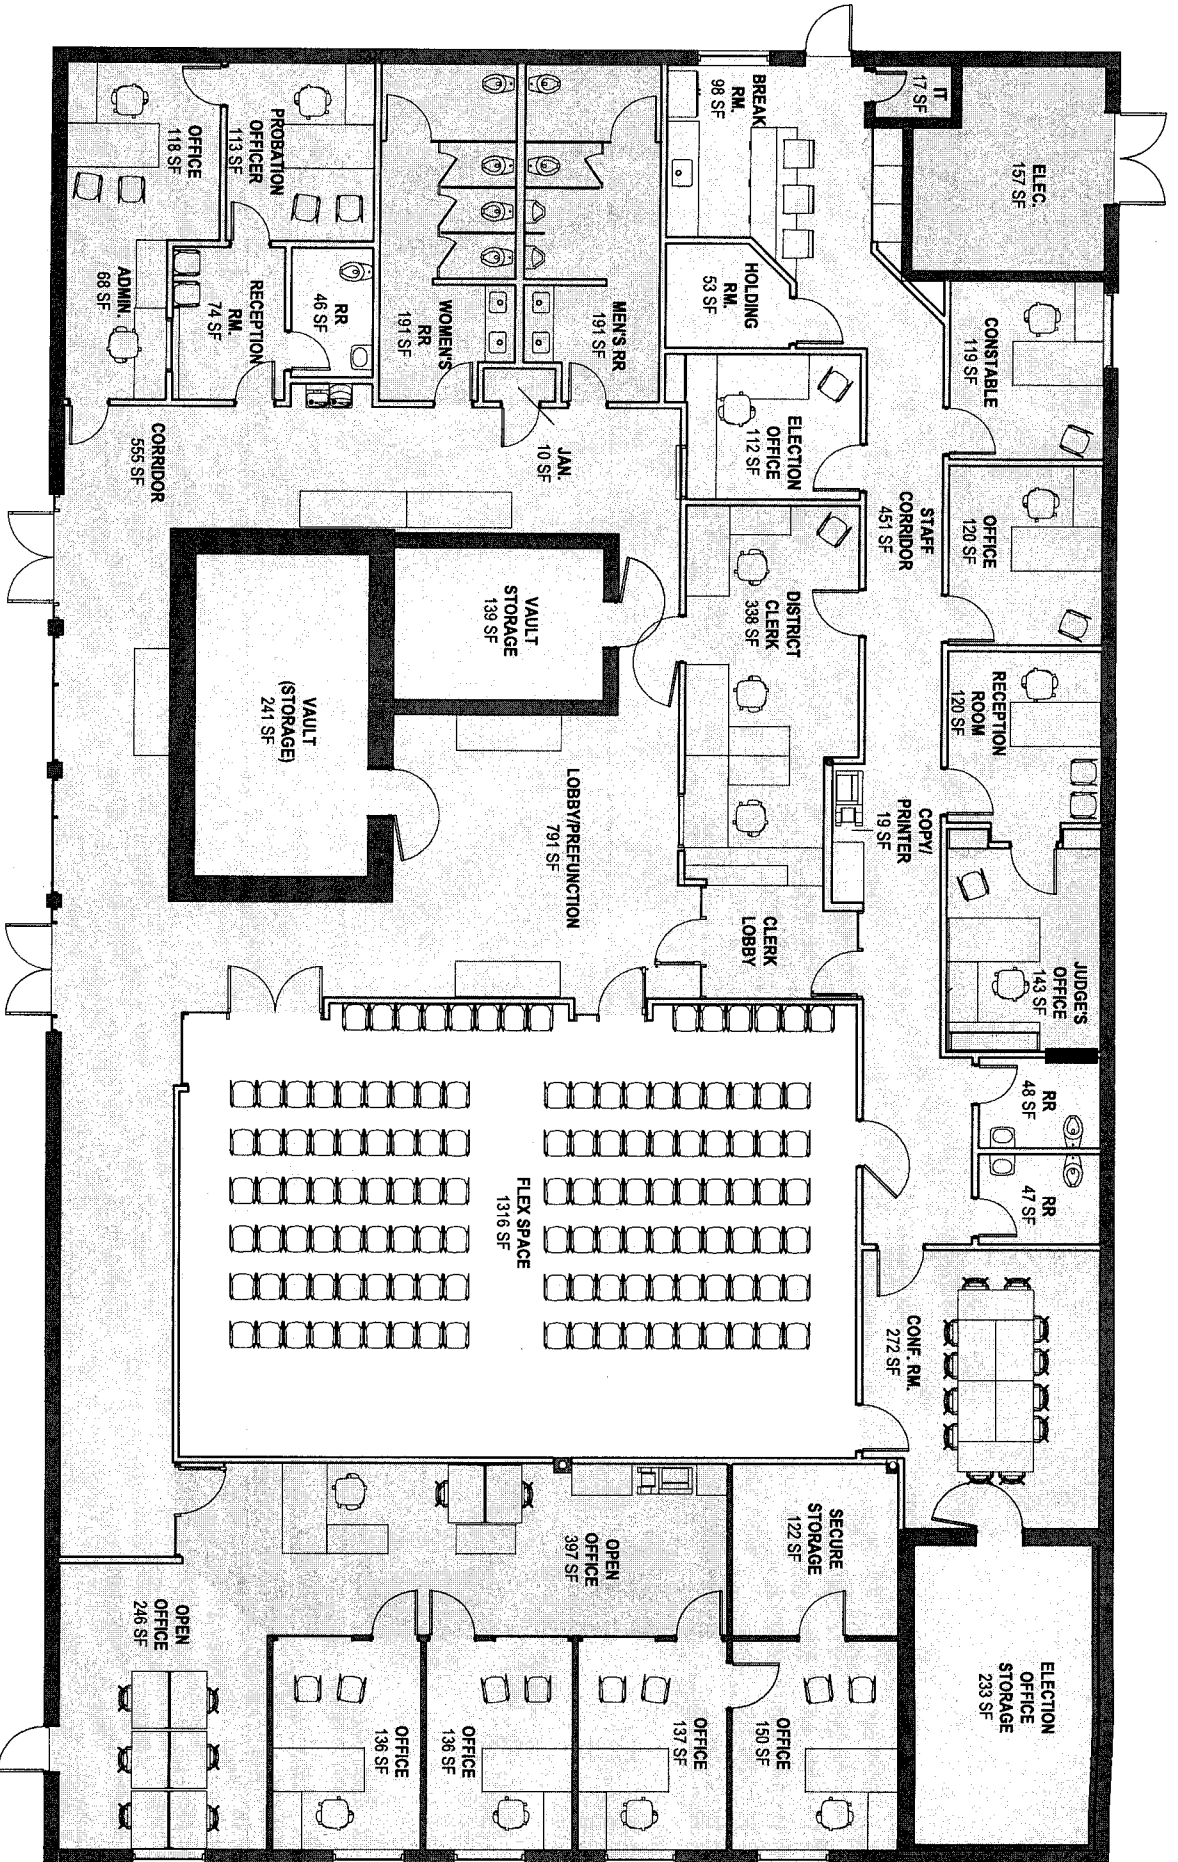 ELEC.
157 SF
IT
17 SF
BREAK
RM.
98 SF
PROBATION
OFFICER
113 SF
OFFICE
118 SF
CONSTABLE
119 SF
HOLDING
RM.
53 SF
MEN'S RR
191 SF
WOMEN'S
RR
191 SF
RR
46 SF
RECEPTION
RM.
74 SF
ADMIN.
68 SF
OFFICE
120 SF
STAFF
CORRIDOR
451 SF
ELECTION
OFFICE
112 SF
JAN.
10 SF
CORRIDOR
555 SF
RECEPTION
ROOM
120 SF
DISTRICT
CLERK
338 SF
VAULT
STORAGE
139 SF
VAULT
(STORAGE)
241 SF
COPY/
PRINTER
19 SF
LOBBY/PREFUNCTION
791 SF
JUDGE'S
OFFICE
143 SF
CLERK
LOBBY
RR
48 SF
RR
47 SF
FLEX SPACE
1316 SF
CONF. RM.
272 SF
SECURE
STORAGE
122 SF
OPEN
OFFICE
397 SF
OPEN
OFFICE
246 SF
ELECTION
OFFICE
STORAGE
233 SF
OFFICE
150 SF
OFFICE
137 SF
OFFICE
136 SF
OFFICE
136 SF